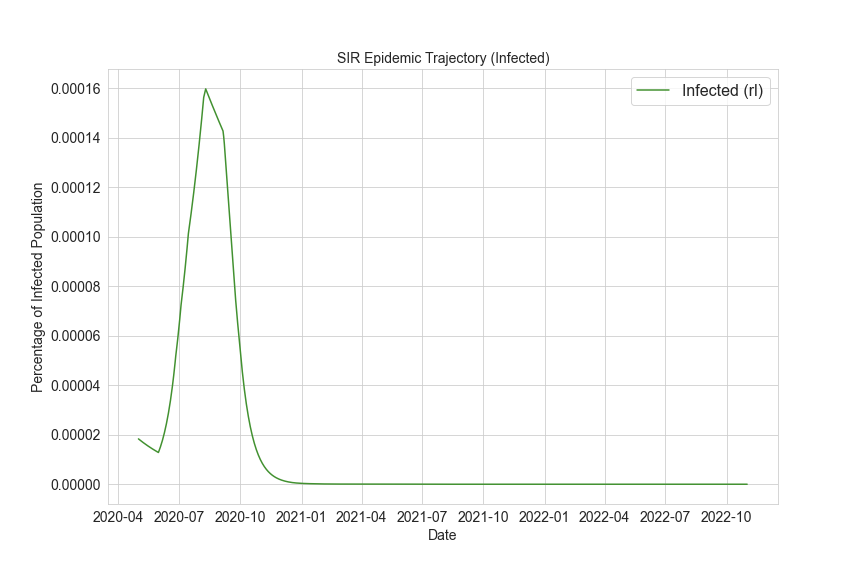 SIR Epidemic Trajectory (Infected)
Infected (rI)
Percentage of Infected Population
0.00016
0.00014
0.00012
0.00010
0.00008
0.00006
0.00004
0.00002
0.00000
2020-04 2020-07 2020-10 2021-01 2021-04 2021-07 2021-10 2022-01 2022-04 2022-07 2022-10
Date